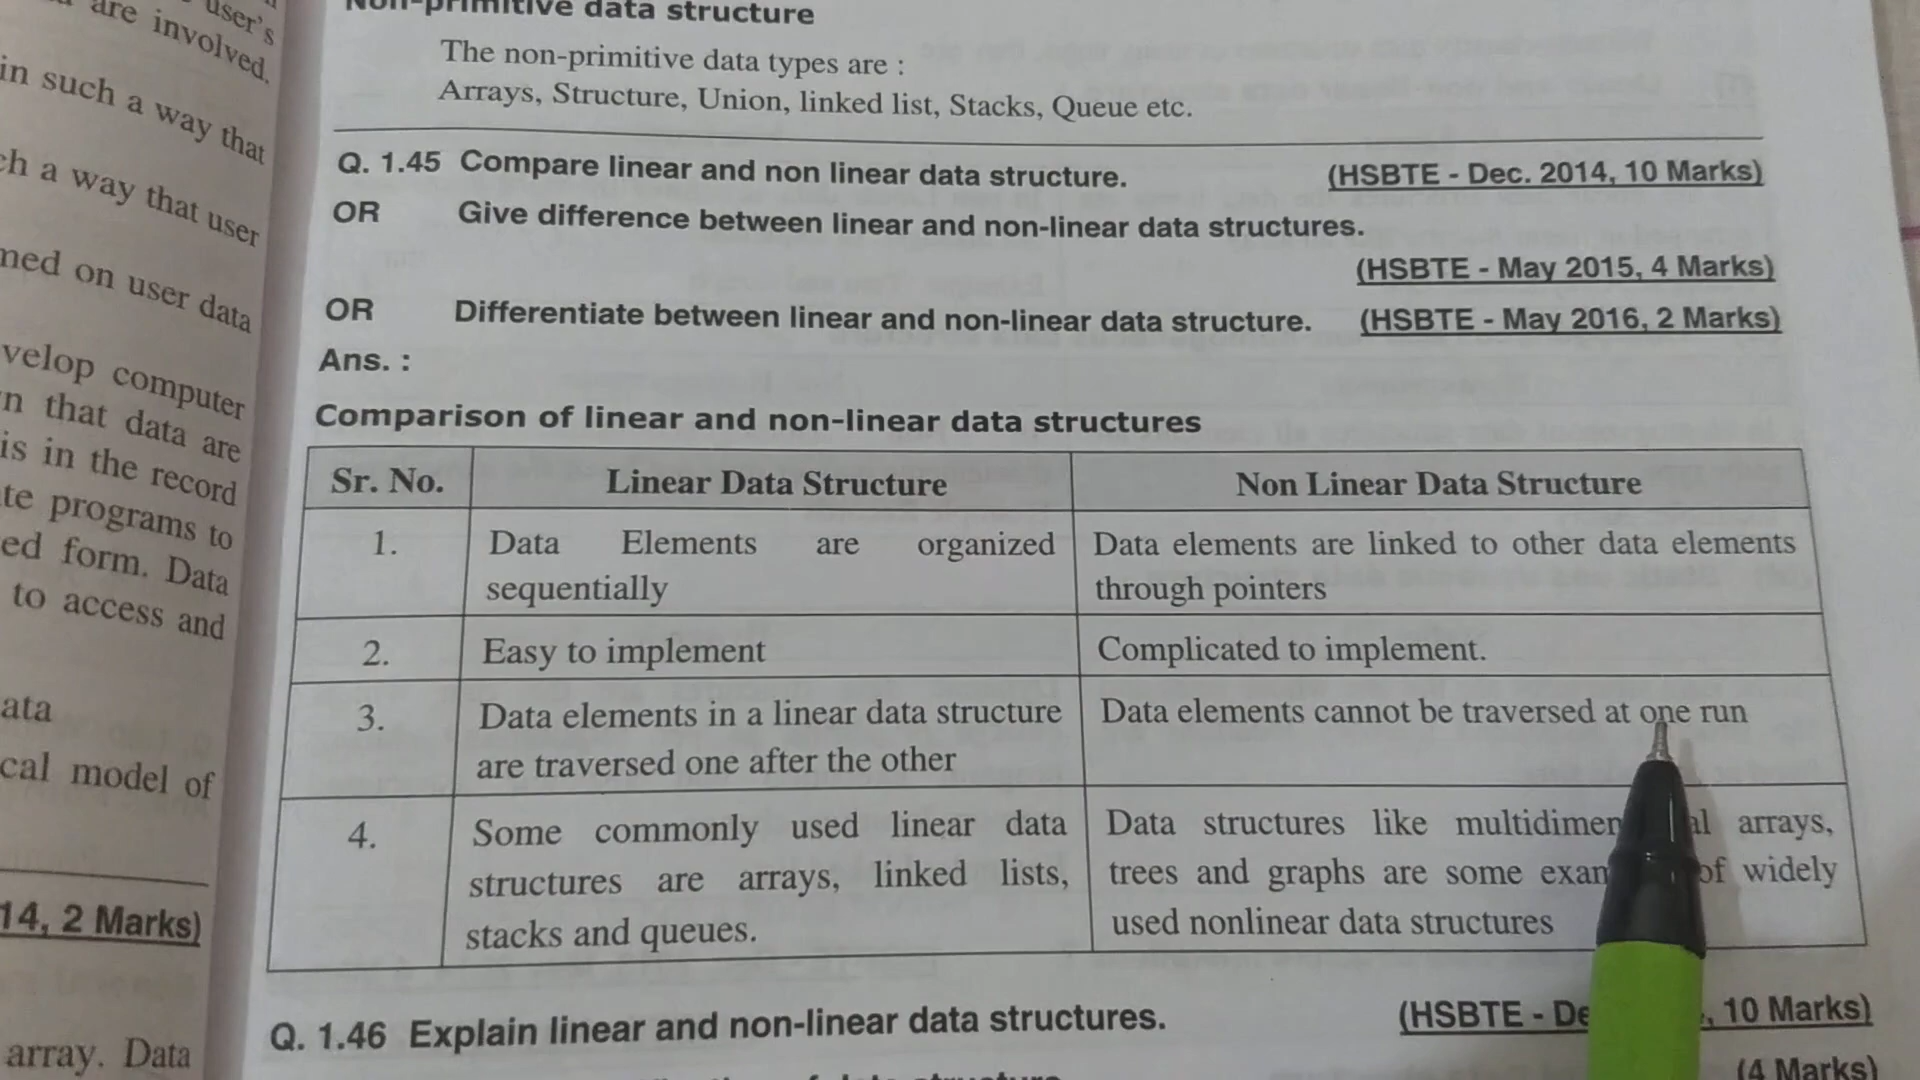 user's
are involved.
in such a way that
ch a way that user
med on user data
velop computer
n that data are
is in the record
te programs to
ed form. Data
to access and
ata
cal model of
14, 2 Marks)
array. Data
Non-primitive data structure
The non-primitive data types are :
Arrays, Structure, Union, linked list, Stacks, Queue etc.
Q. 1.45 Compare linear and non linear data structure. (HSBTE - Dec. 2014, 10 Marks)
OR Give difference between linear and non-linear data structures.
(HSBTE - May 2015, 4 Marks)
OR Differentiate between linear and non-linear data structure. (HSBTE - May 2016, 2 Marks)
Ans. :
Comparison of linear and non-linear data structures
Sr. No. Linear Data Structure Non Linear Data Structure
1. Data Elements are organized Data elements are linked to other data elements
sequentially through pointers
2. Easy to implement Complicated to implement.
3. Data elements in a linear data structure Data elements cannot be traversed at one run
are traversed one after the other
4. Some commonly used linear data Data structures like multidimen al arrays,
structures are arrays, linked lists, trees and graphs are some exam of widely
stacks and queues. used nonlinear data structures
Q. 1.46 Explain linear and non-linear data structures. (HSBTE - De , 10 Marks)
(4 Marks)